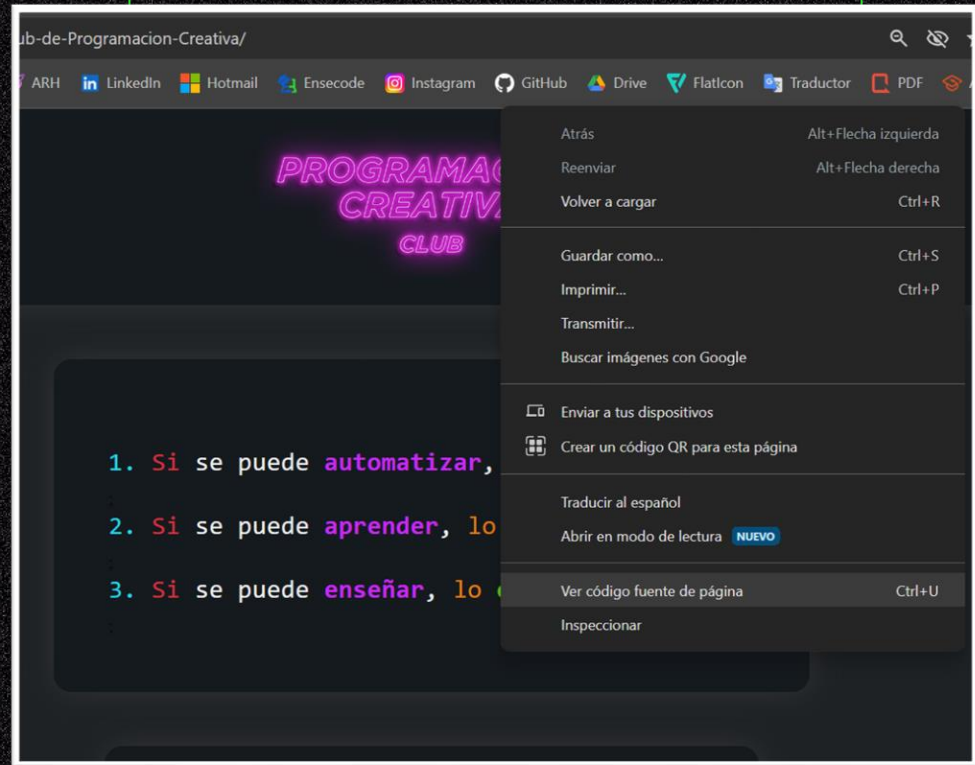 ub-de-Programacion-Creativa/
ARH LinkedIn Hotmail Ensecode Instagram GitHub Drive FlatIcon Traductor PDF
PROGRAMAC
CREATIVA
CLUB
Atrás Alt+Flecha izquierda
Reenviar Alt+Flecha derecha
Volver a cargar Ctrl+R
Guardar como... Ctrl+S
Imprimir... Ctrl+P
Transmitir...
Buscar imágenes con Google
Enviar a tus dispositivos
Crear un código QR para esta página
Traducir al español
Abrir en modo de lectura NUEVO
Ver código fuente de página Ctrl+U
Inspeccionar
1. Si se puede automatizar,
2. Si se puede aprender, lo
3. Si se puede enseñar, lo